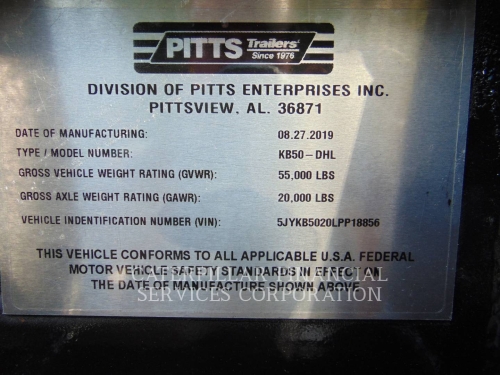 PITTS Trailers
Since 1976
DIVISION OF PITTS ENTERPRISES INC.
PITTSVIEW, AL. 36871
DATE OF MANUFACTURING: 08.27.2019
TYPE / MODEL NUMBER: KB50-DHL
GROSS VEHICLE WEIGHT RATING (GVWR): 55,000 LBS
GROSS AXLE WEIGHT RATING (GAWR): 20,000 LBS
VEHICLE INDENTIFICATION NUMBER (VIN): 5JYKB5020LPP18856
THIS VEHICLE CONFORMS TO ALL APPLICABLE U.S.A. FEDERAL
MOTOR VEHICLE SAFETY STANDARDS IN EFFECT ON
THE DATE OF MANUFACTURE SHOWN ABOVE
CATERPILLAR FINANCIAL
SERVICES CORPORATION